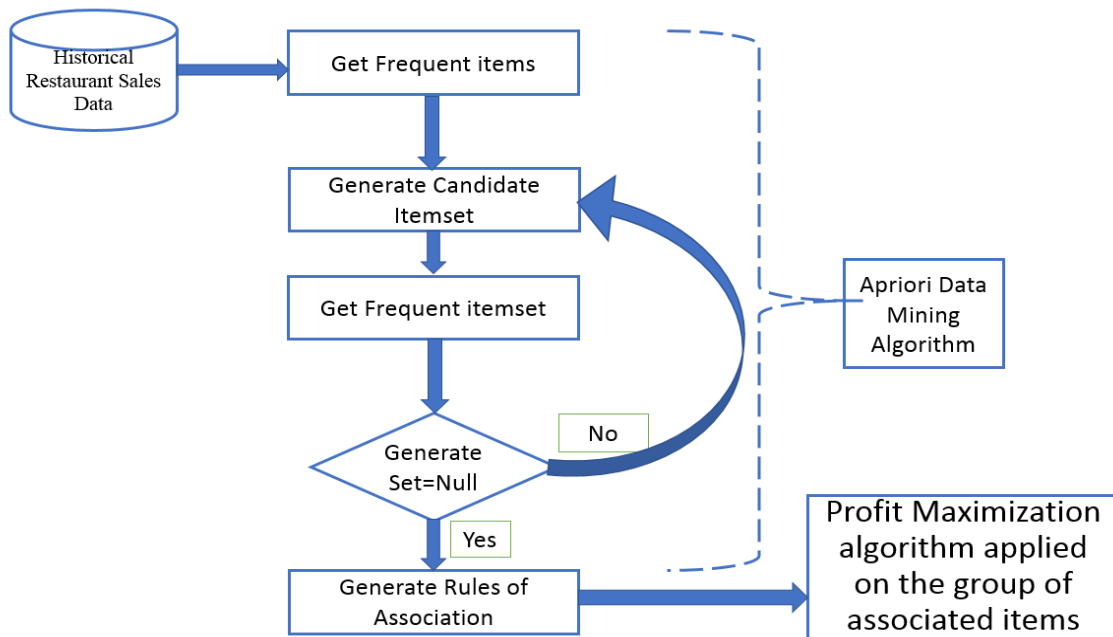 Historical
Restaurant Sales
Data
Get Frequent items
Generate Candidate
Itemset
Get Frequent itemset
Generate
Set=Null
No
Yes
Generate Rules of
Association
Apriori Data
Mining
Algorithm
Profit Maximization
algorithm applied
on the group of
associated items